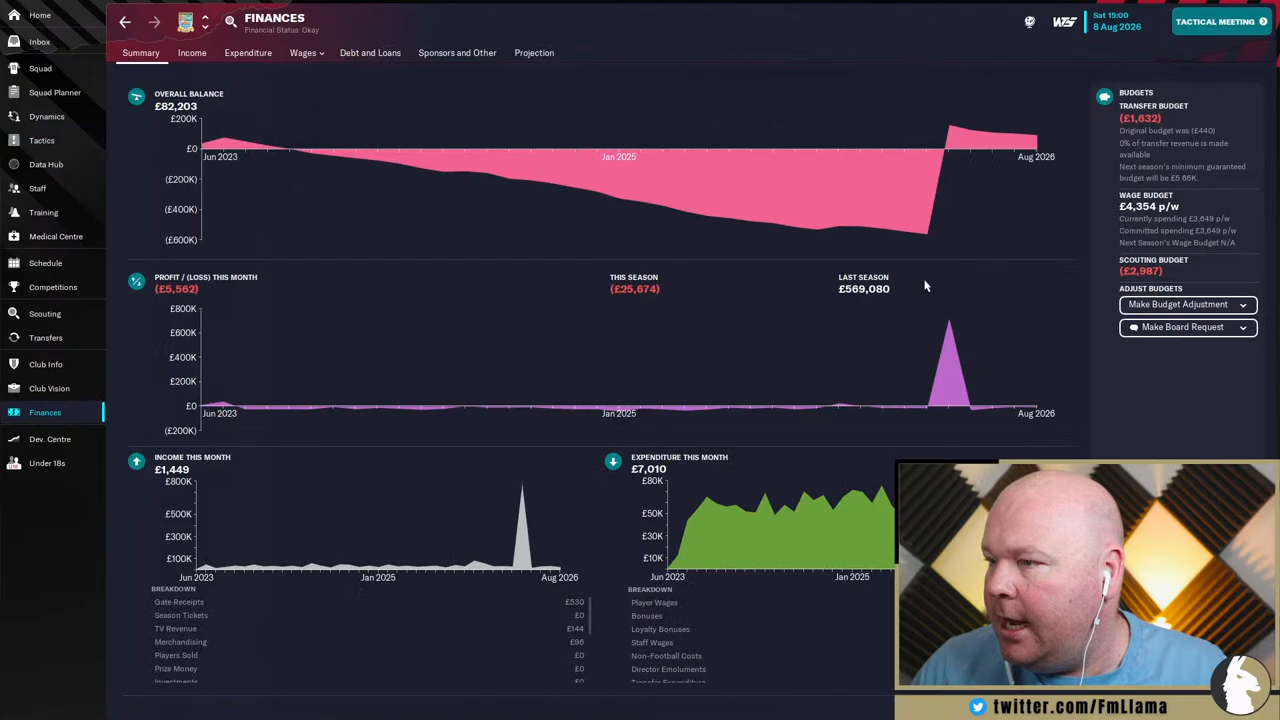 Home
Inbox
Squad
Squad Planner
Dynamics
Tactics
Data Hub
Staff
Training
Medical Centre
Schedule
Competitions
Scouting
Transfers
Club Info
Club Vision
Finances
Dev. Centre
Under 18s
FINANCES
Financial Status: Okay
Sat 15:00
8 Aug 2026
TACTICAL MEETING
Summary
Income
Expenditure
Wages
Debt and Loans
Sponsors and Other
Projection
OVERALL BALANCE
£82,203
£200K
£0
(£200K)
(£400K)
(£600K)
Jun 2023
Jan 2025
Aug 2026
PROFIT / (LOSS) THIS MONTH
(£5,562)
THIS SEASON
(£25,674)
LAST SEASON
£569,080
£800K
£600K
£400K
£200K
£0
(£200K)
Jun 2023
Jan 2025
Aug 2026
INCOME THIS MONTH
£1,449
£800K
£500K
£300K
£100K
Jun 2023
Jan 2025
Aug 2026
BREAKDOWN
Gate Receipts £530
Season Tickets £0
TV Revenue £144
Merchandising £96
Players Sold £0
Prize Money £0
Investments £0
EXPENDITURE THIS MONTH
£7,010
£80K
£50K
£30K
£10K
Jun 2023
Jan 2025
BREAKDOWN
Player Wages
Bonuses
Loyalty Bonuses
Staff Wages
Non-Football Costs
Director Emoluments
Transfer Expenditure
BUDGETS
TRANSFER BUDGET
(£1,632)
Original budget was (£440)
0% of transfer revenue is made
available
Next season's minimum guaranteed
budget will be £5.66K.
WAGE BUDGET
£4,354 p/w
Currently spending £3,649 p/w
Committed spending £3,649 p/w
Next Season's Wage Budget N/A
SCOUTING BUDGET
(£2,987)
ADJUST BUDGETS
Make Budget Adjustment
Make Board Request
twitter.com/FmLlama